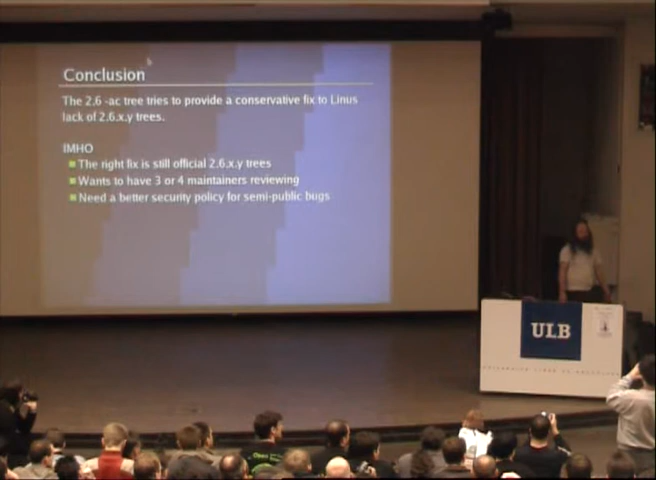 Conclusion
The 2.6 -ac tree tries to provide a conservative fix to Linus
lack of 2.6.x.y trees.
IMHO
The right fix is still official 2.6.x.y trees
Wants to have 3 or 4 maintainers reviewing
Need a better security policy for semi-public bugs
ULB